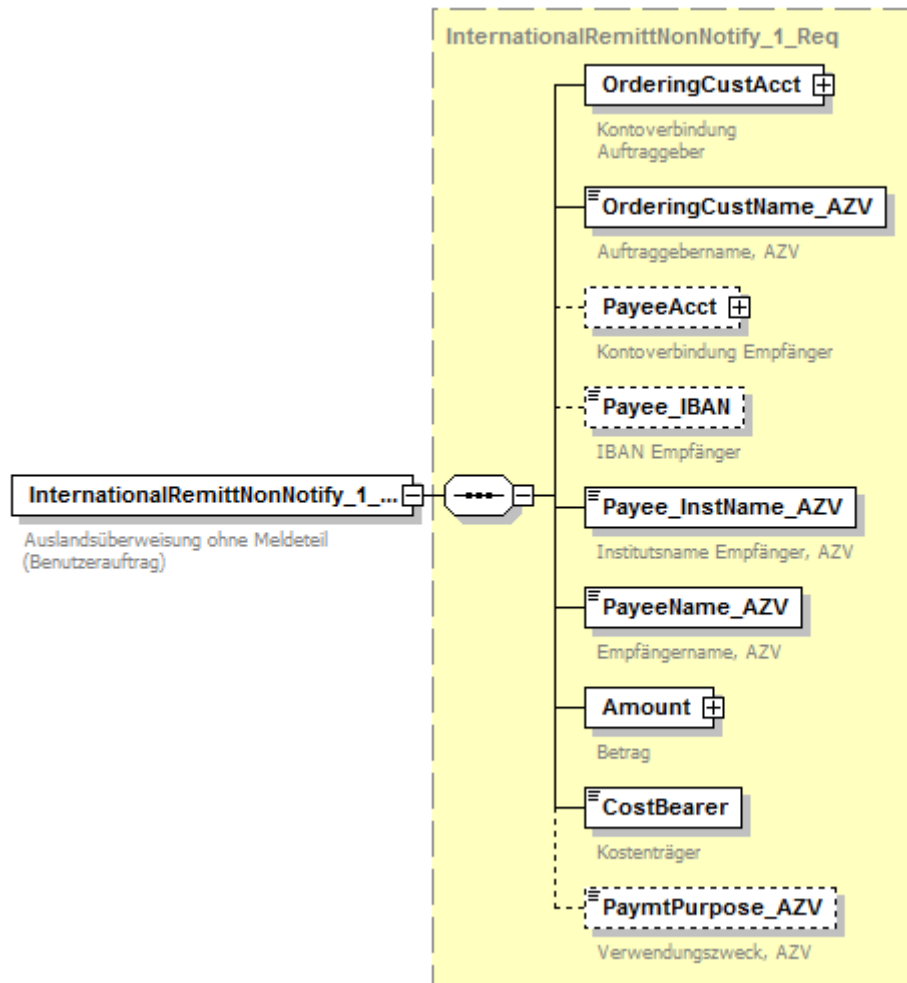 InternationalRemittNonNotify_1_Req
OrderingCustAcct
Kontoverbindung
Auftraggeber
OrderingCustName_AZV
Auftraggebername, AZV
PayeeAcct
Kontoverbindung Empfänger
Payee_IBAN
IBAN Empfänger
InternationalRemittNonNotify_1_...
Auslandsüberweisung ohne Meldeteil
(Benutzerauftrag)
Payee_InstName_AZV
Institutsname Empfänger, AZV
PayeeName_AZV
Empfängername, AZV
Amount
Betrag
CostBearer
Kostenträger
PaymtPurpose_AZV
Verwendungszweck, AZV